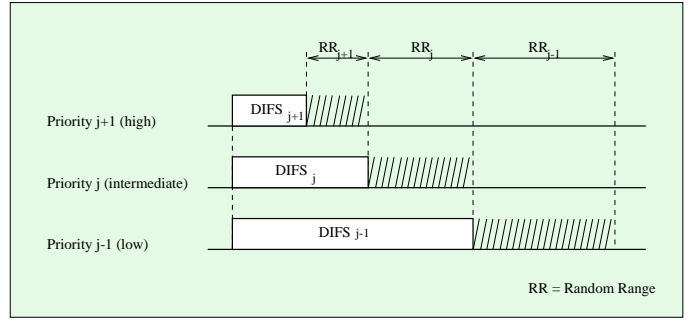 RR j+1 RR j RR j-1
DIFS j+1
Priority j+1 (high)
DIFS j
Priority j (intermediate)
DIFS j-1
Priority j-1 (low)
RR = Random Range